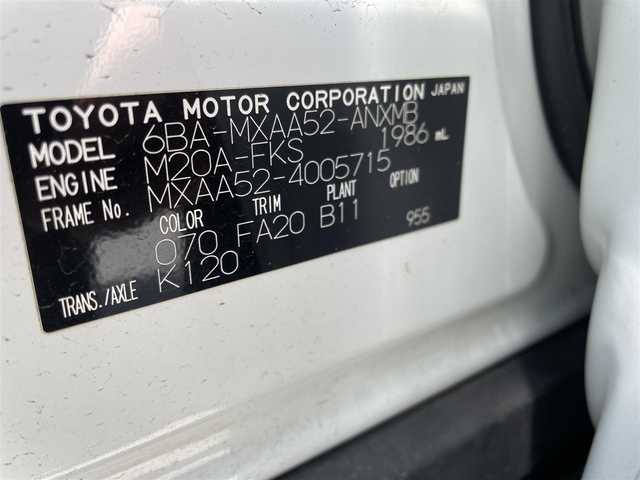 TOYOTA MOTOR CORPORATION JAPAN
MODEL 6BA-MXAA52-ANXMB
ENGINE M20A-FKS 1986 mL
FRAME No. MXAA52-4005715
COLOR TRIM PLANT OPTION
070 FA20 B11 955
TRANS./AXLE K120